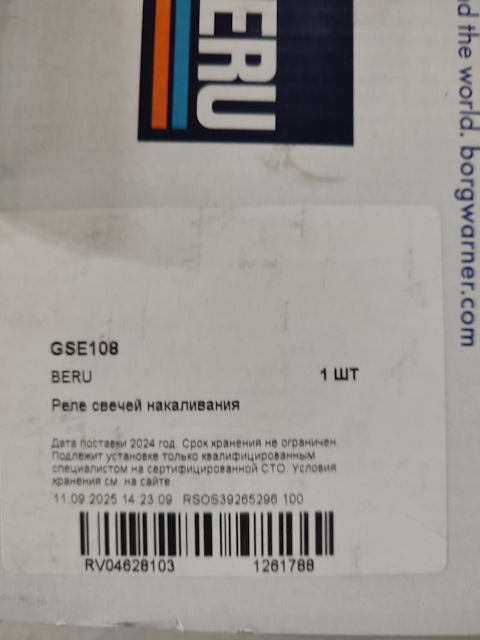 BERU
d the world. borgwarner.com
GSE108
BERU
1 ШТ
Реле свечей накаливания
Дата поставки 2024 год. Срок хранения не ограничен.
Подлежит установке только квалифицированным
специалистом на сертифицированной СТО. Условия
хранения см. на сайте
11.09 2025 14 23.09 RSOS39265296 100
RV04628103 1261788